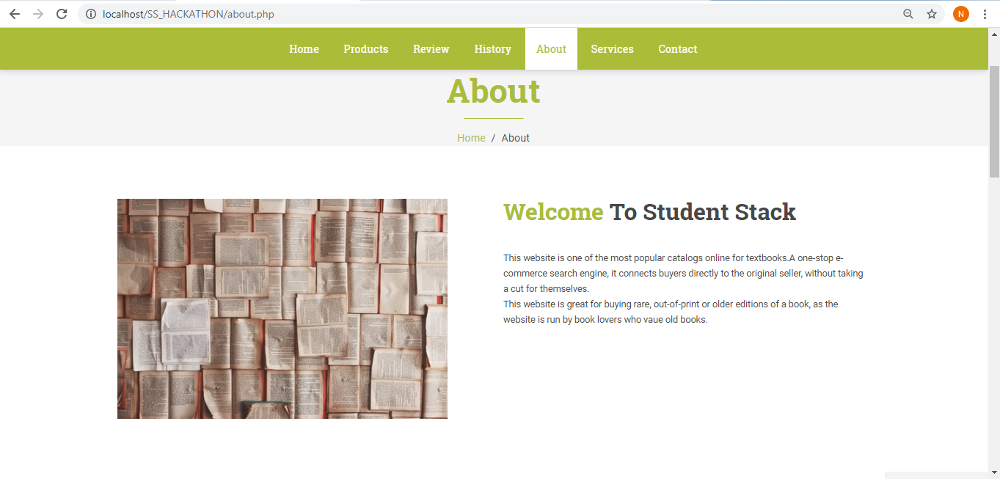 localhost/SS_HACKATHON/about.php
N
Home Products Review History About Services Contact
About
Home / About
Welcome To Student Stack
This website is one of the most popular catalogs online for textbooks.A one-stop e-
commerce search engine, it connects buyers directly to the original seller, without taking
a cut for themselves.
This website is great for buying rare, out-of-print or older editions of a book, as the
website is run by book lovers who vaue old books.